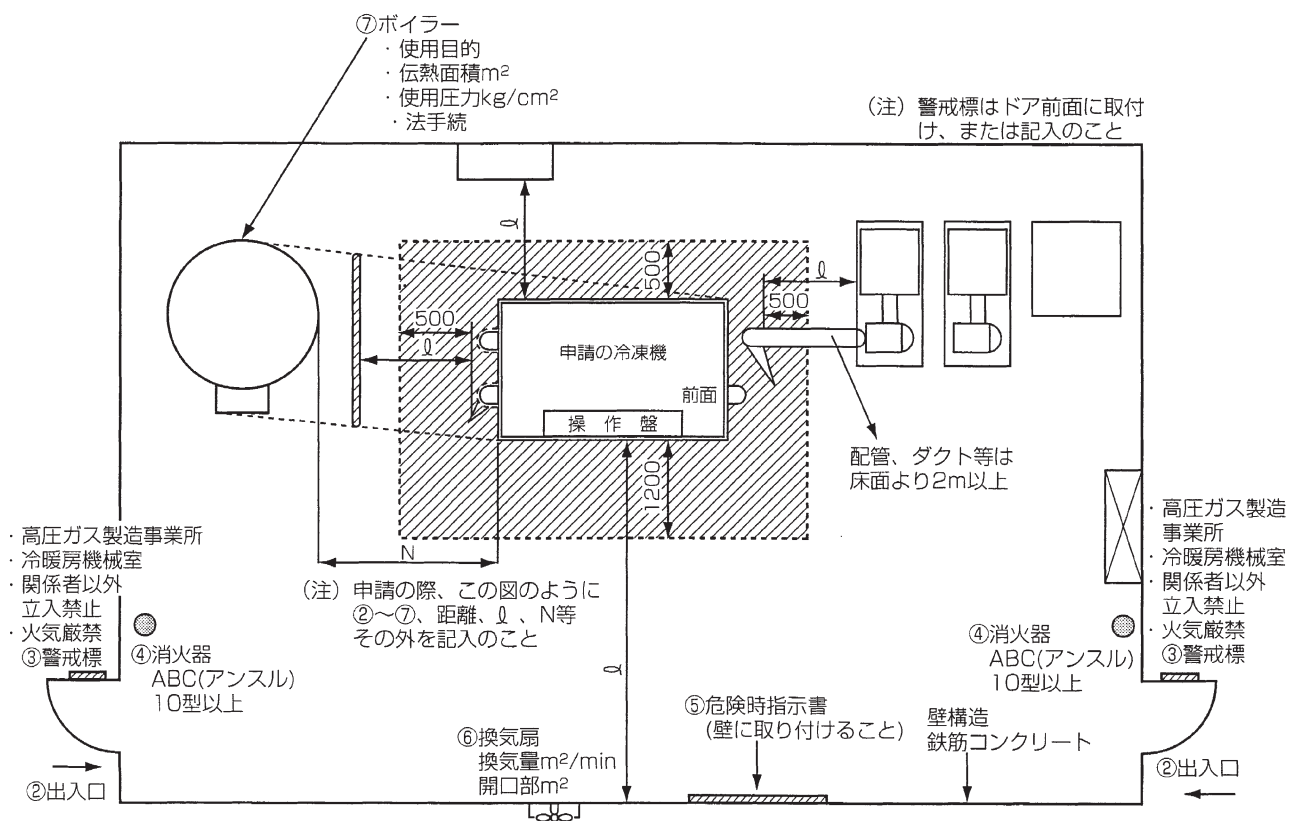 ⑦ボイラー
・使用目的
・伝熱面積m²
・使用圧力kg/cm²
・法手続
(注) 警戒標はドア前面に取付
け、または記入のこと
ℓ
500
ℓ
500
500
ℓ
申請の冷凍機
前面
操作盤
1200
配管、ダクト等は
床面より2m以上
N
・高圧ガス製造事業所
・冷暖房機械室
・関係者以外
立入禁止
・火気厳禁
③警戒標
(注) 申請の際、この図のように
②～⑦、距離、ℓ、N等
その外を記入のこと
・高圧ガス製造
事業所
・冷暖房機械室
・関係者以外
立入禁止
・火気厳禁
③警戒標
④消火器
ABC(アンスル)
10型以上
④消火器
ABC(アンスル)
10型以上
ℓ
⑤危険時指示書
(壁に取り付けること)
壁構造
鉄筋コンクリート
⑥換気扇
換気量m²/min
開口部m²
②出入口
②出入口